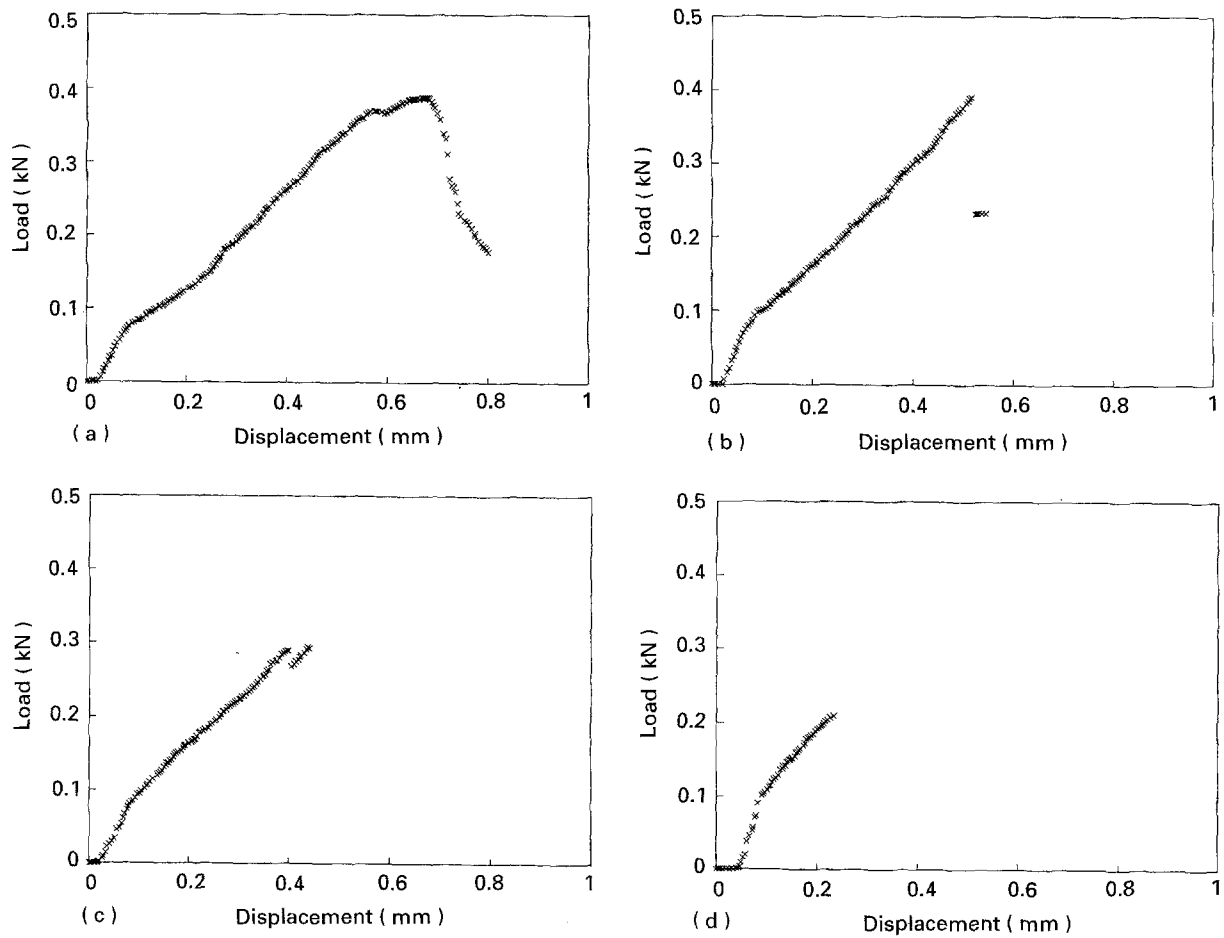 0.5
0.4
0.3
0.2
0.1
0
Load ( kN )
0 0.2 0.4 0.6 0.8 1
( a ) Displacement ( mm )
0.5
0.4
0.3
0.2
0.1
0
Load ( kN )
0 0.2 0.4 0.6 0.8 1
( b ) Displacement ( mm )
0.5
0.4
0.3
0.2
0.1
0
Load ( kN )
0 0.2 0.4 0.6 0.8 1
( c ) Displacement ( mm )
0.5
0.4
0.3
0.2
0.1
0
Load ( kN )
0 0.2 0.4 0.6 0.8 1
( d ) Displacement ( mm )